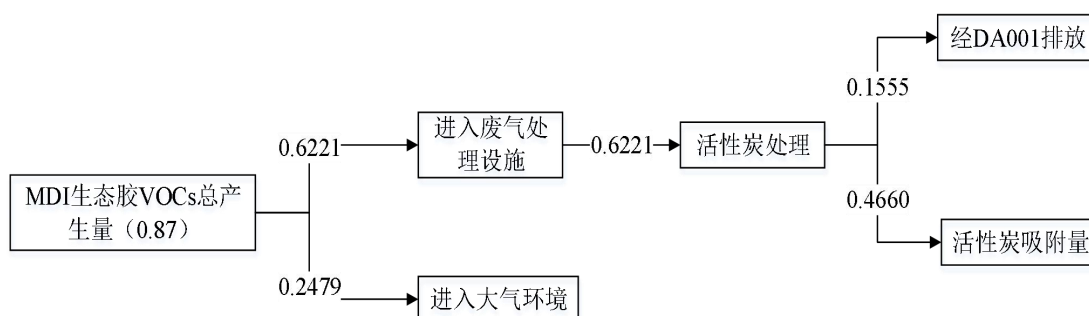 经DA001排放
0.1555
进入废气处
理设施
0.6221
0.6221
活性炭处理
MDI生态胶VOCs总产
生量（0.87）
0.4660
活性炭吸附量
0.2479
进入大气环境